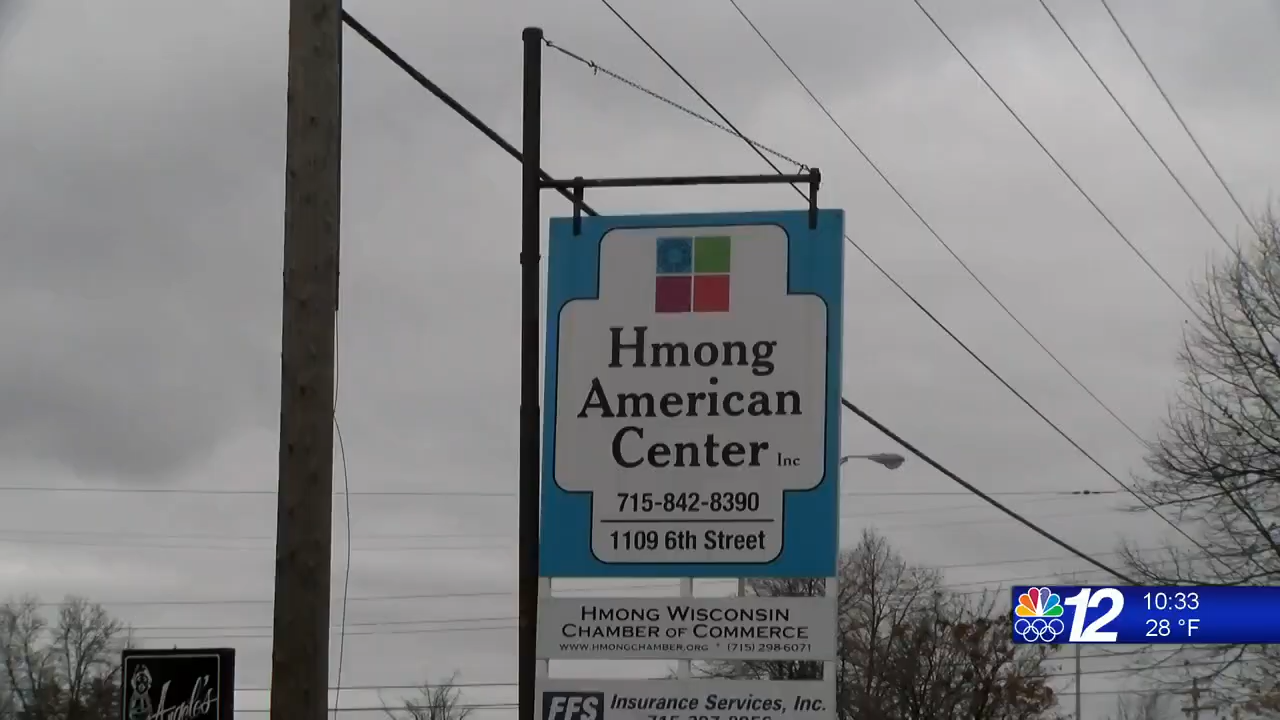 Hmong
American
Center Inc
715-842-8390
1109 6th Street
HMONG WISCONSIN
CHAMBER OF COMMERCE
WWW.HMONGCHAMBER.ORG * (715) 298-6071
FFS Insurance Services, Inc.
12 10:33
28 °F